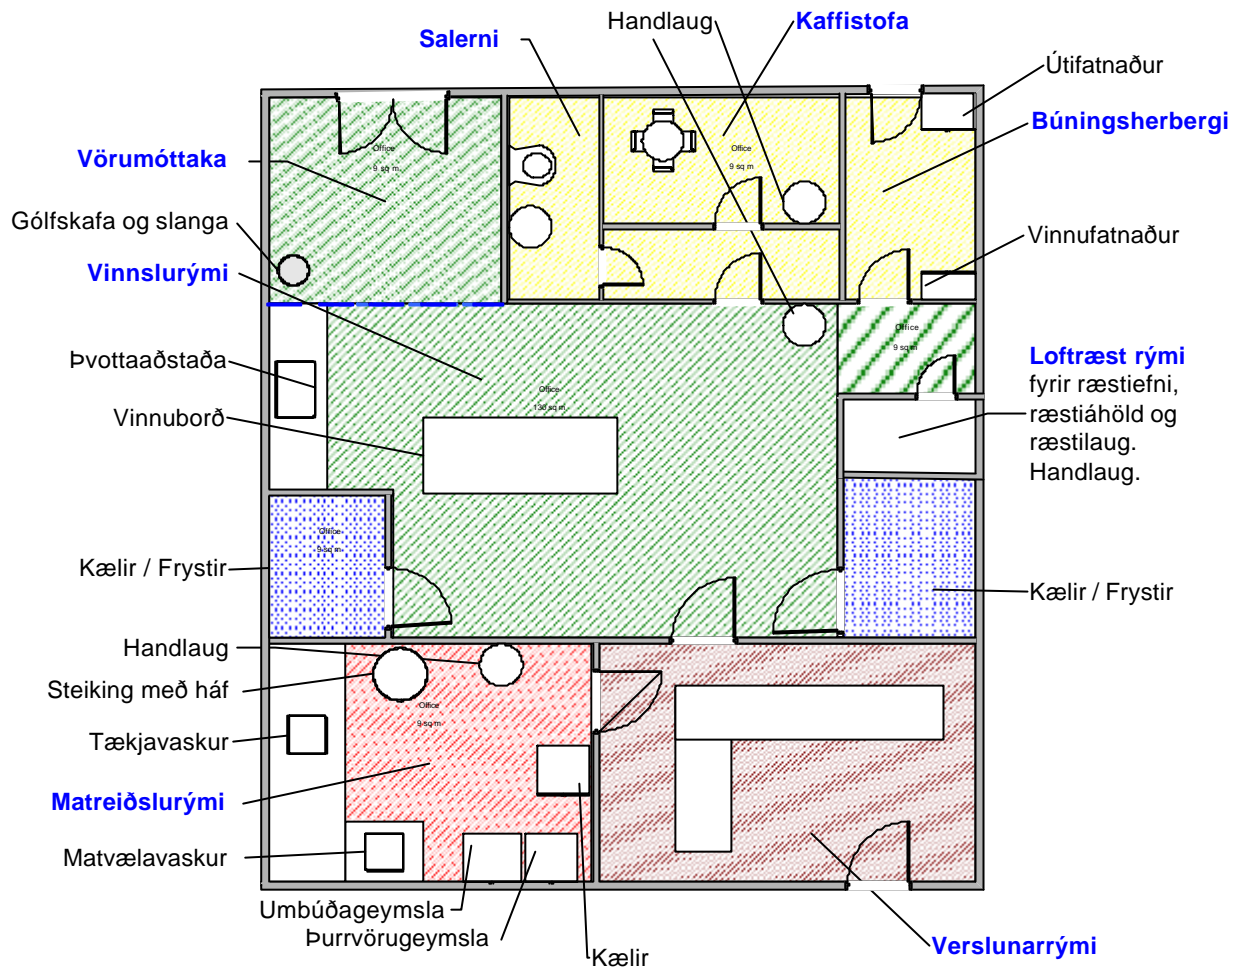 Handlaug
Kaffistofa
Salerni
Útifatnaður
Búningsherbergi
Office
9 sq m
Office
9 sq m
Vörumóttaka
Gólfskafa og slanga
Vinnslurými
Vinnufatnaður
Office
9 sq m
Loftræst rými
fyrir ræstiefni,
ræstiáhöld og
ræstilaug.
Handlaug.
Þvottaaðstaða
Office
130 sq m
Vinnuborð
Office
9 sq m
Kælir / Frystir
Kælir / Frystir
Handlaug
Steiking með háf
Office
9 sq m
Tækjavaskur
Matreiðslurými
Matvælavaskur
Umbúðageymsla
Þurrvörugeymsla
Kælir
Verslunarrými